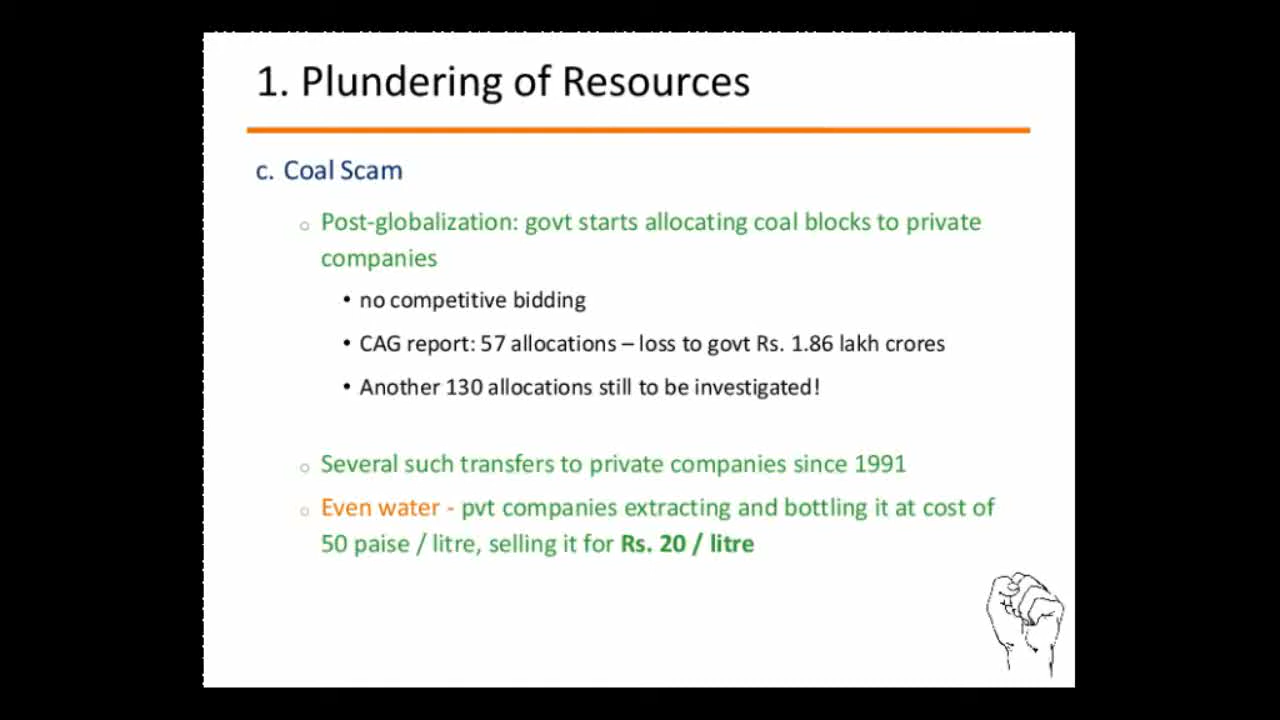 1. Plundering of Resources
c. Coal Scam
○ Post-globalization: govt starts allocating coal blocks to private
companies
• no competitive bidding
• CAG report: 57 allocations – loss to govt Rs. 1.86 lakh crores
• Another 130 allocations still to be investigated!
○ Several such transfers to private companies since 1991
○ Even water - pvt companies extracting and bottling it at cost of
50 paise / litre, selling it for Rs. 20 / litre